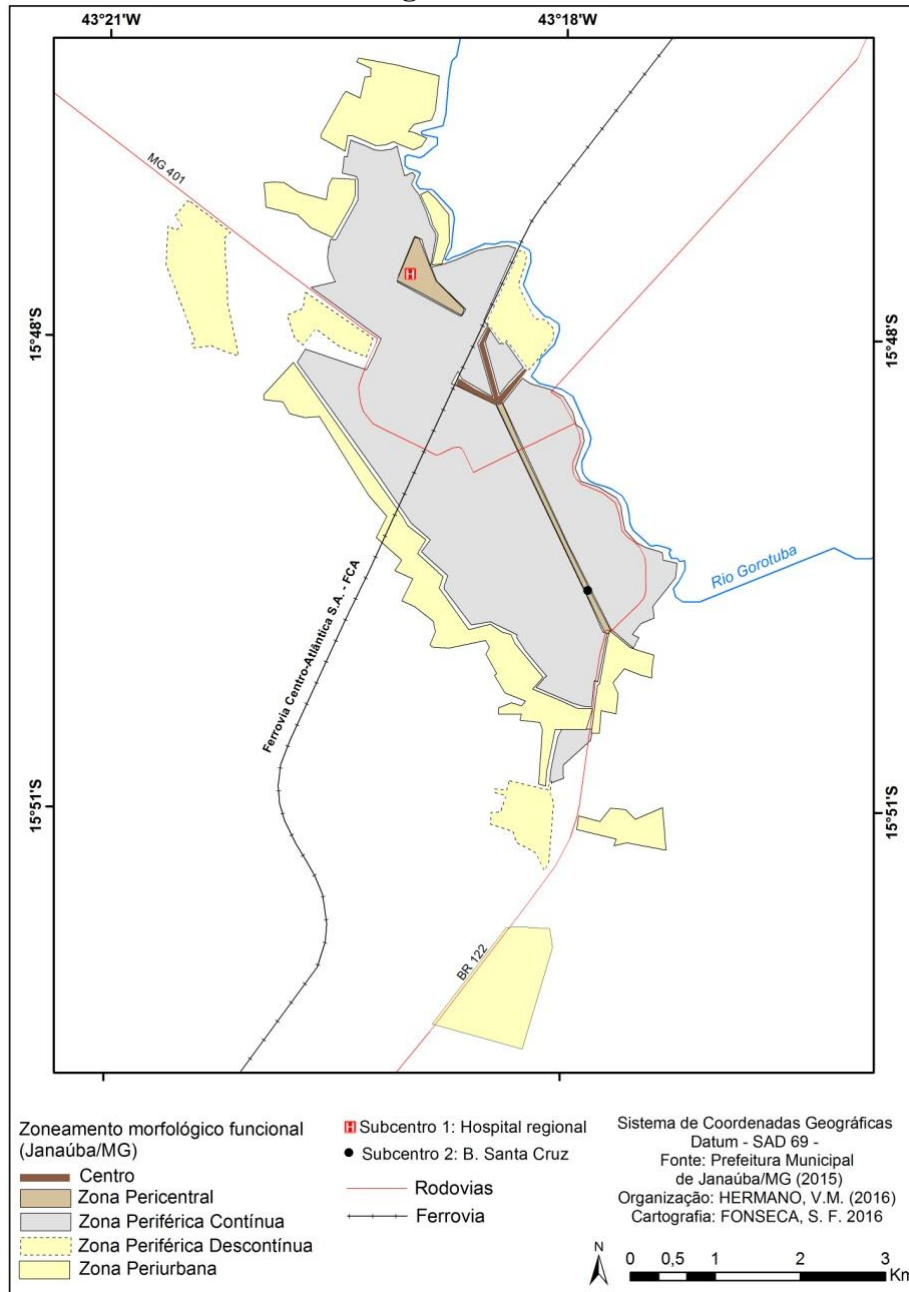 43°21'W
43°18'W
MG 401
15°48'S
15°48'S
Rio Gorotuba
Ferrovia Centro-Atlântica S.A. - FCA
15°51'S
15°51'S
BR 122
Zoneamento morfológico funcional
(Janaúba/MG)
Centro
Zona Pericentral
Zona Periférica Contínua
Zona Periférica Descontínua
Zona Periurbana
H Subcentro 1: Hospital regional
Subcentro 2: B. Santa Cruz
Rodovias
Ferrovia
Sistema de Coordenadas Geográficas
Datum - SAD 69 -
Fonte: Prefeitura Municipal
de Janaúba/MG (2015)
Organização: HERMANO, V.M. (2016)
Cartografia: FONSECA, S. F. 2016
N
0 0,5 1 2 3
Km
H